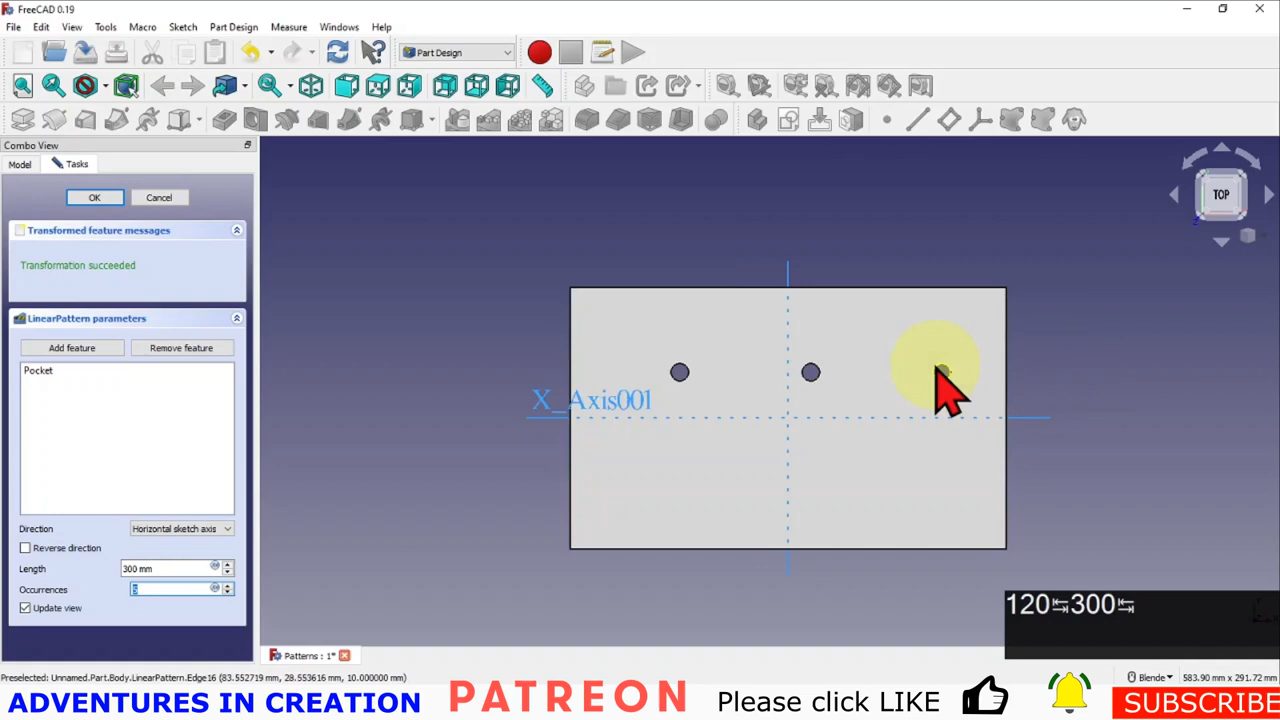 FreeCAD 0.19
File Edit View Tools Macro Sketch Part Design Measure Windows Help
Part Design
Combo View
Model Tasks
OK Cancel
Transformed feature messages
Transformation succeeded
LinearPattern parameters
Add feature Remove feature
Pocket
Direction Horizontal sketch axis
Reverse direction
Length 300 mm
Occurrences
Update view
TOP
X_Axis001
120↹300↹
Patterns : 1*
Preselected: Unnamed.Part.Body.LinearPattern.Edge16 (83.552719 mm, 28.553616 mm, 10.000000 mm)
Blende 583.90 mm × 291.72 mm
ADVENTURES IN CREATION PATREON Please click LIKE SUBSCRIBE